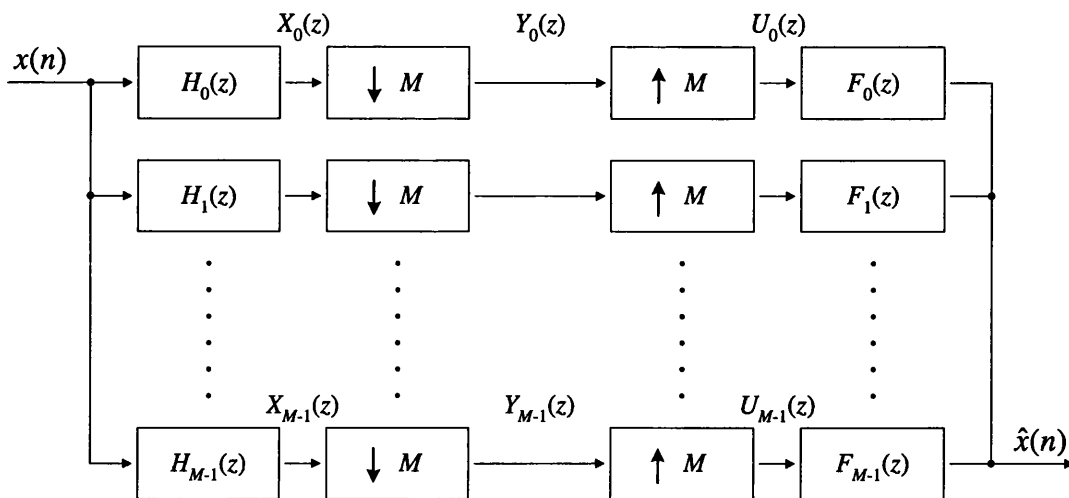 X_0(z) Y_0(z) U_0(z)
x(n) H_0(z) ↓ M ↑ M F_0(z)
H_1(z) ↓ M ↑ M F_1(z)
X_{M-1}(z) Y_{M-1}(z) U_{M-1}(z)
x̂(n)
H_{M-1}(z) ↓ M ↑ M F_{M-1}(z)